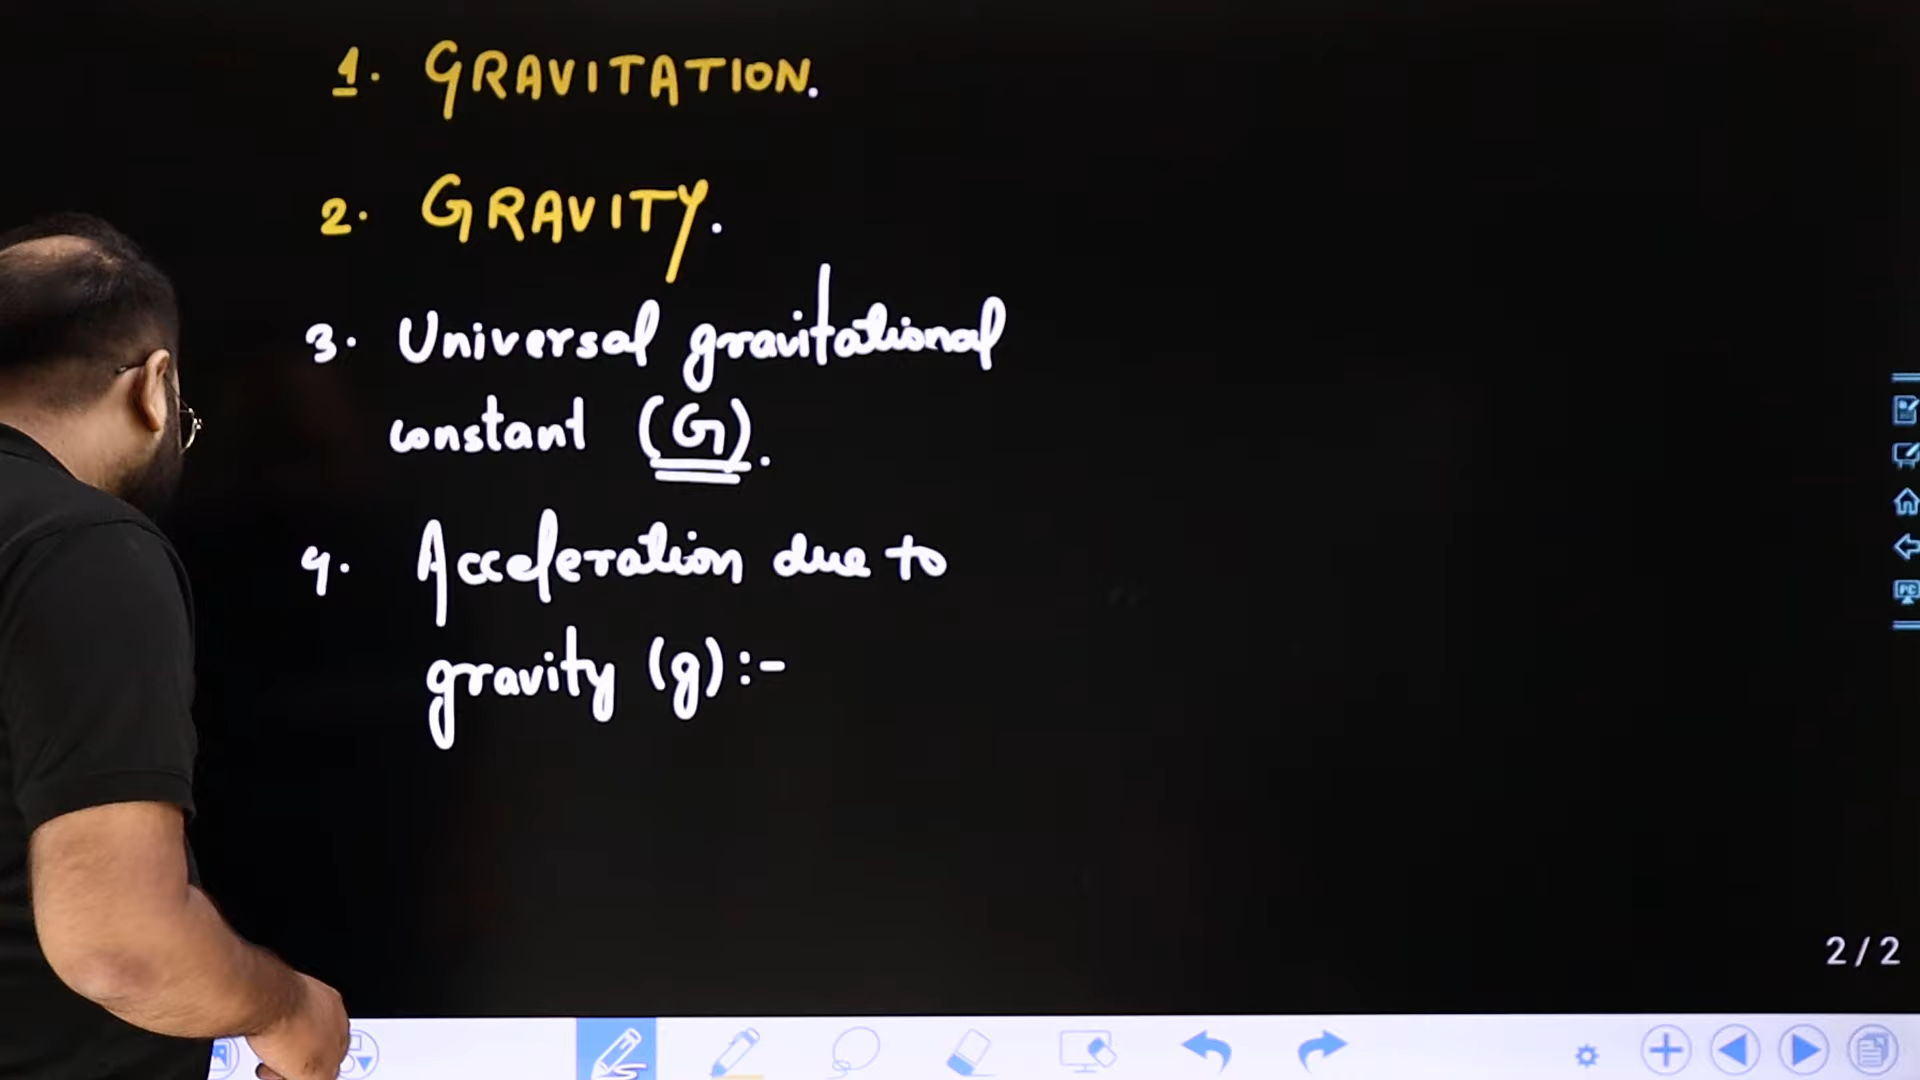 1. GRAVITATION.
2. GRAVITY.
3. Universal gravitational
constant (G).
4. Acceleration due to
gravity (g):-
2/2